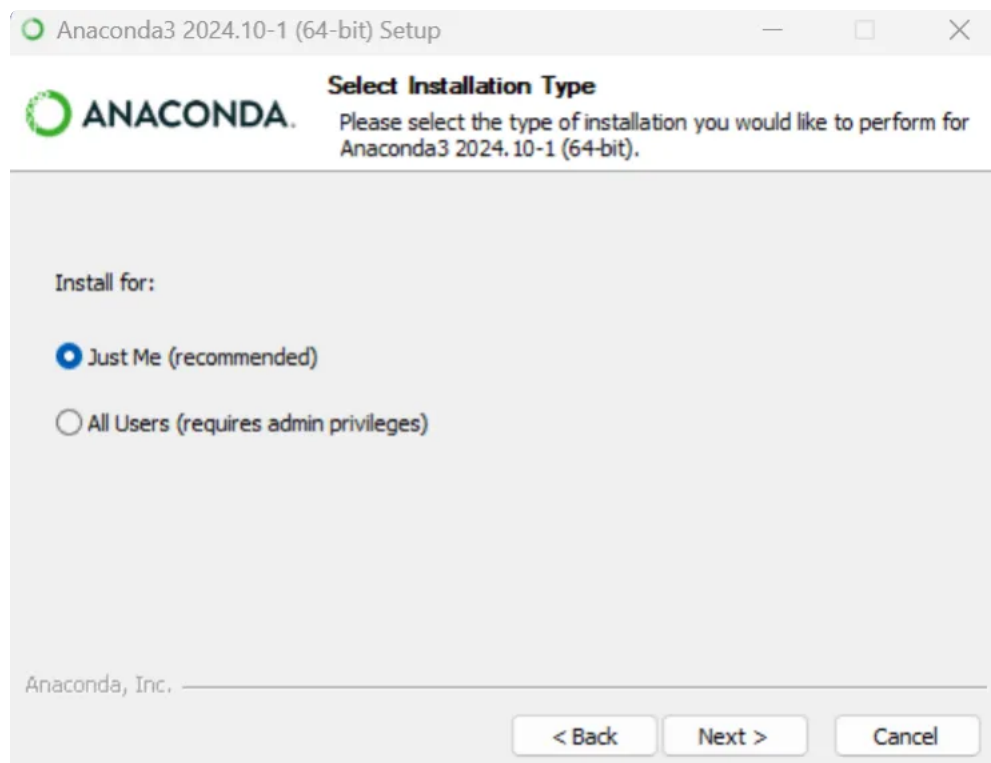 Anaconda3 2024.10-1 (64-bit) Setup
ANACONDA.
Select Installation Type
Please select the type of installation you would like to perform for
Anaconda3 2024.10-1 (64-bit).
Install for:
Just Me (recommended)
All Users (requires admin privileges)
Anaconda, Inc.
< Back
Next >
Cancel